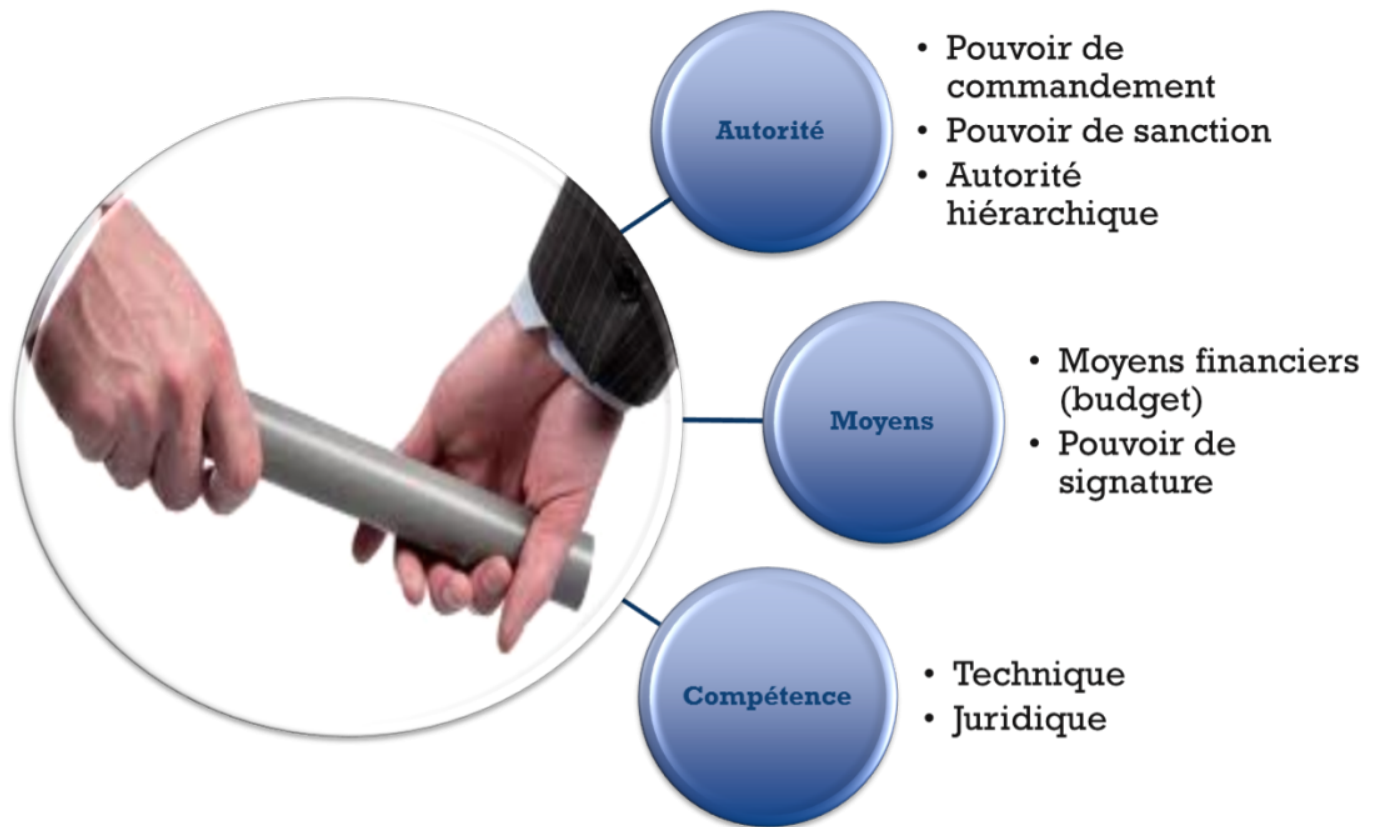 Autorité
• Pouvoir de
commandement
• Pouvoir de sanction
• Autorité
hiérarchique
Moyens
• Moyens financiers
(budget)
• Pouvoir de
signature
Compétence
• Technique
• Juridique